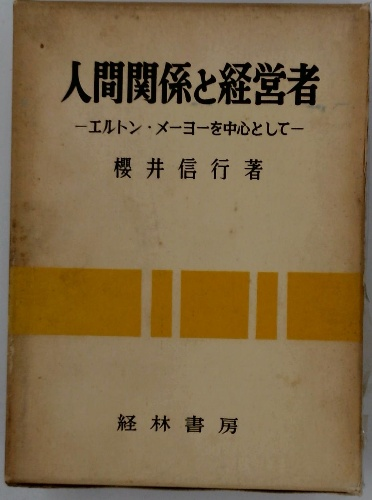 人間関係と経営者
−エルトン・メーヨーを中心として−
櫻井信行著
経林書房